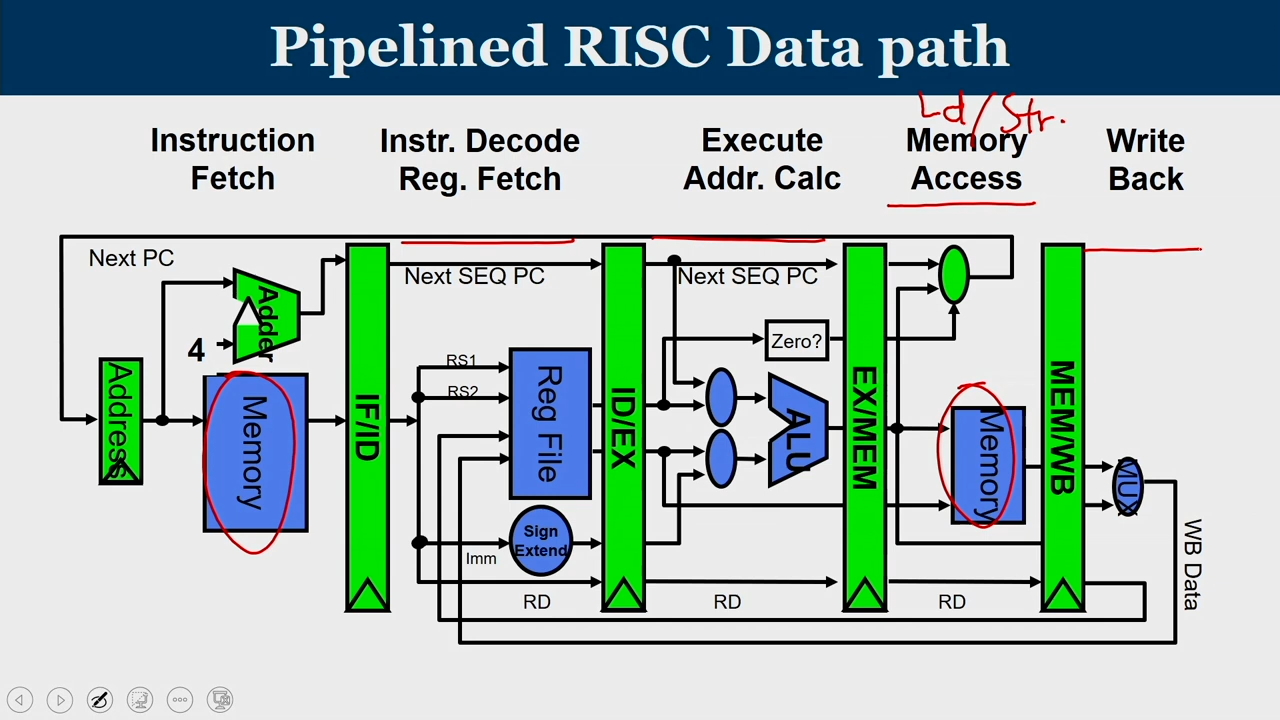 Pipelined RISC Data path
Ld/Str.
Instruction
Fetch
Instr. Decode
Reg. Fetch
Execute
Addr. Calc
Memory
Access
Write
Back
Next PC
Next SEQ PC
Next SEQ PC
Adder
4
Zero?
Address
Memory
IF/ID
RS1
RS2
Reg File
ID/EX
ALU
EX/MEM
Memory
MEM/WB
MUX
Sign
Extend
Imm
WB Data
RD
RD
RD